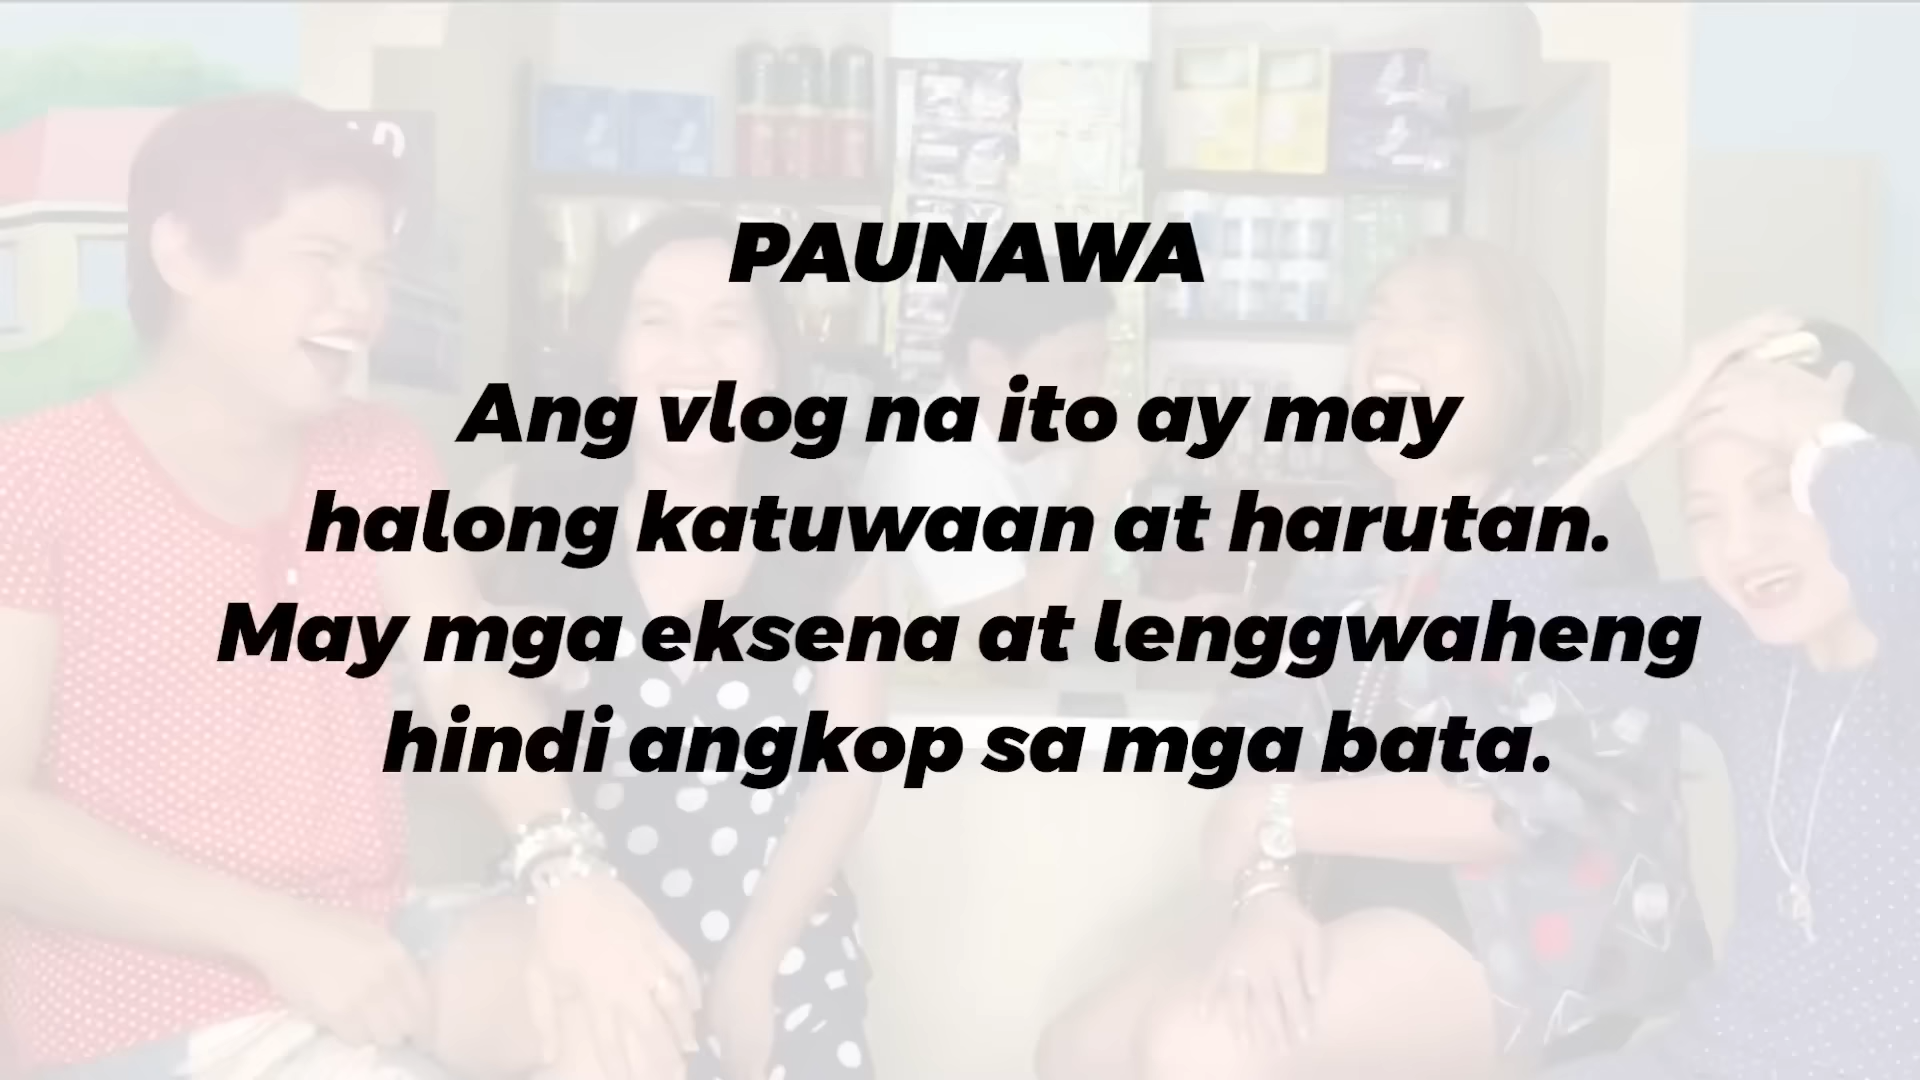 PAUNAWA
Ang vlog na ito ay may
halong katuwaan at harutan.
May mga eksena at lenggwaheng
hindi angkop sa mga bata.